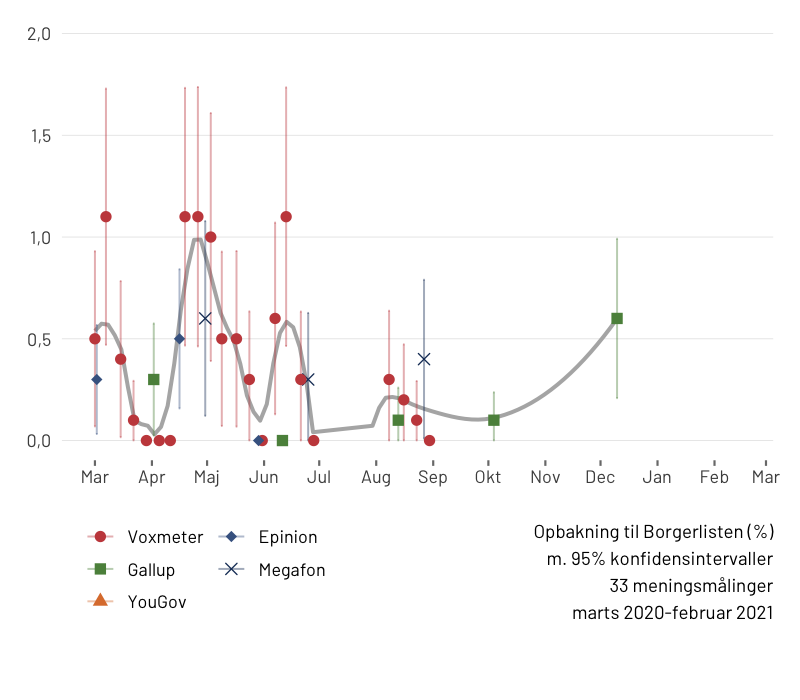 2,0
1,5
1,0
0,5
0,0
Mar Apr Maj Jun Jul Aug Sep Okt Nov Dec Jan Feb Mar
Voxmeter Epinion
Gallup Megafon
YouGov
Opbakning til Borgerlisten (%)
m. 95% konfidensintervaller
33 meningsmålinger
marts 2020-februar 2021